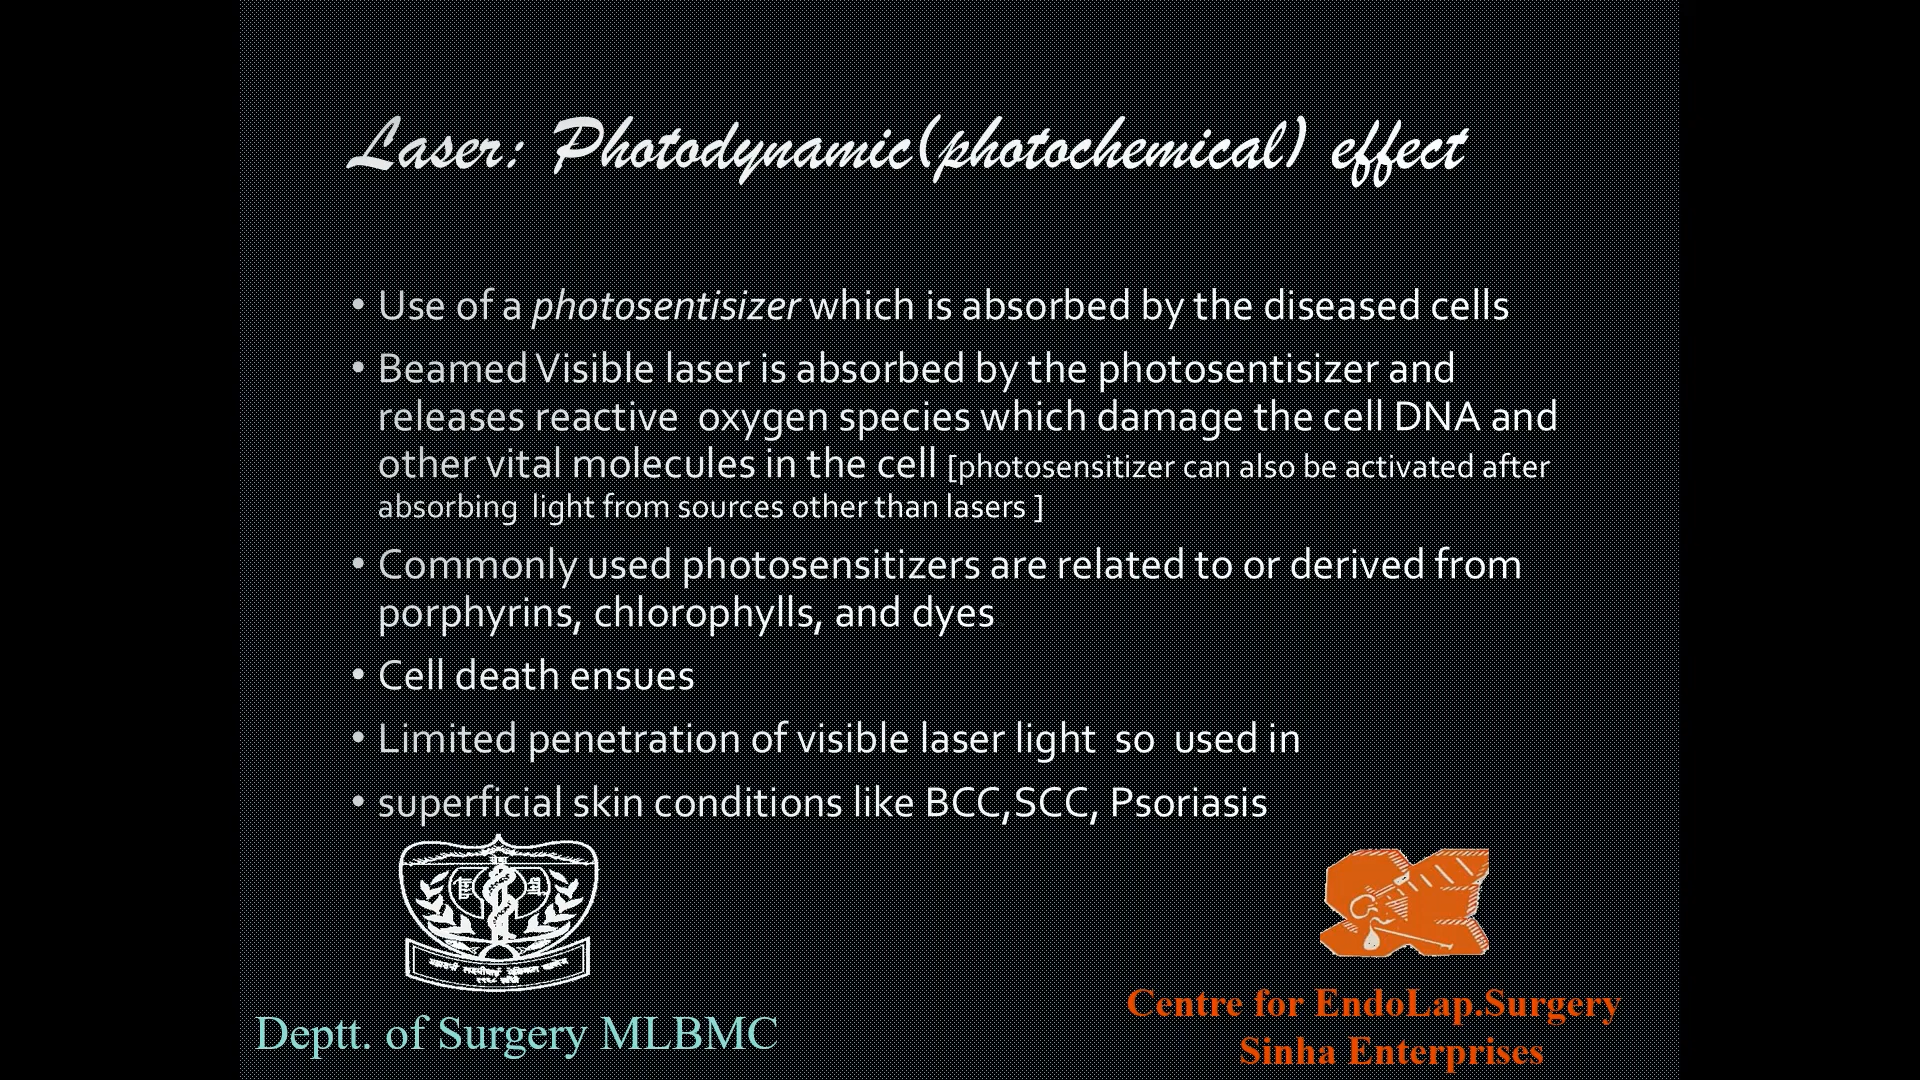 Laser: Photodynamic(photochemical) effect
• Use of a photosentisizer which is absorbed by the diseased cells
• Beamed Visible laser is absorbed by the photosentisizer and
releases reactive oxygen species which damage the cell DNA and
other vital molecules in the cell [photosensitizer can also be activated after
absorbing light from sources other than lasers ]
• Commonly used photosensitizers are related to or derived from
porphyrins, chlorophylls, and dyes
• Cell death ensues
• Limited penetration of visible laser light so used in
• superficial skin conditions like BCC,SCC, Psoriasis
Deptt. of Surgery MLBMC
Centre for EndoLap.Surgery
Sinha Enterprises